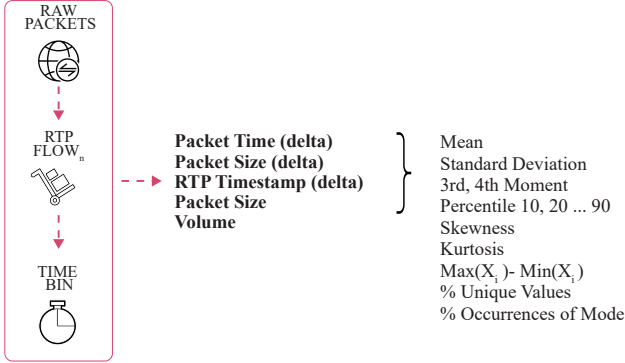 RAW
PACKETS
RTP
FLOWn
TIME
BIN
Packet Time (delta)
Packet Size (delta)
RTP Timestamp (delta)
Packet Size
Volume
Mean
Standard Deviation
3rd, 4th Moment
Percentile 10, 20 ... 90
Skewness
Kurtosis
Max(Xi )- Min(Xi )
% Unique Values
% Occurrences of Mode